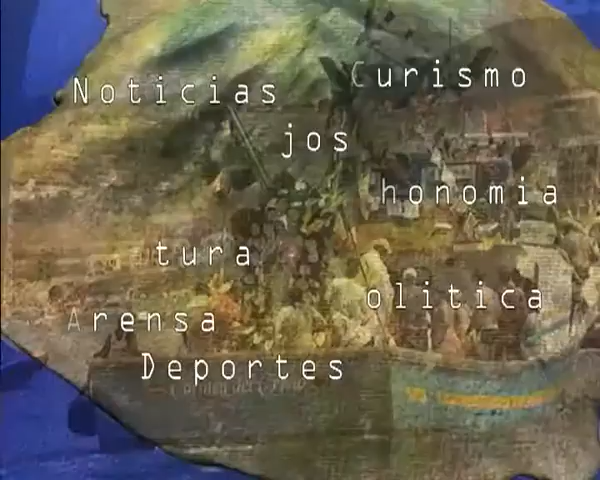 Noticias
Curismo
jos
honomia
tura
olitica
Arensa
Deportes